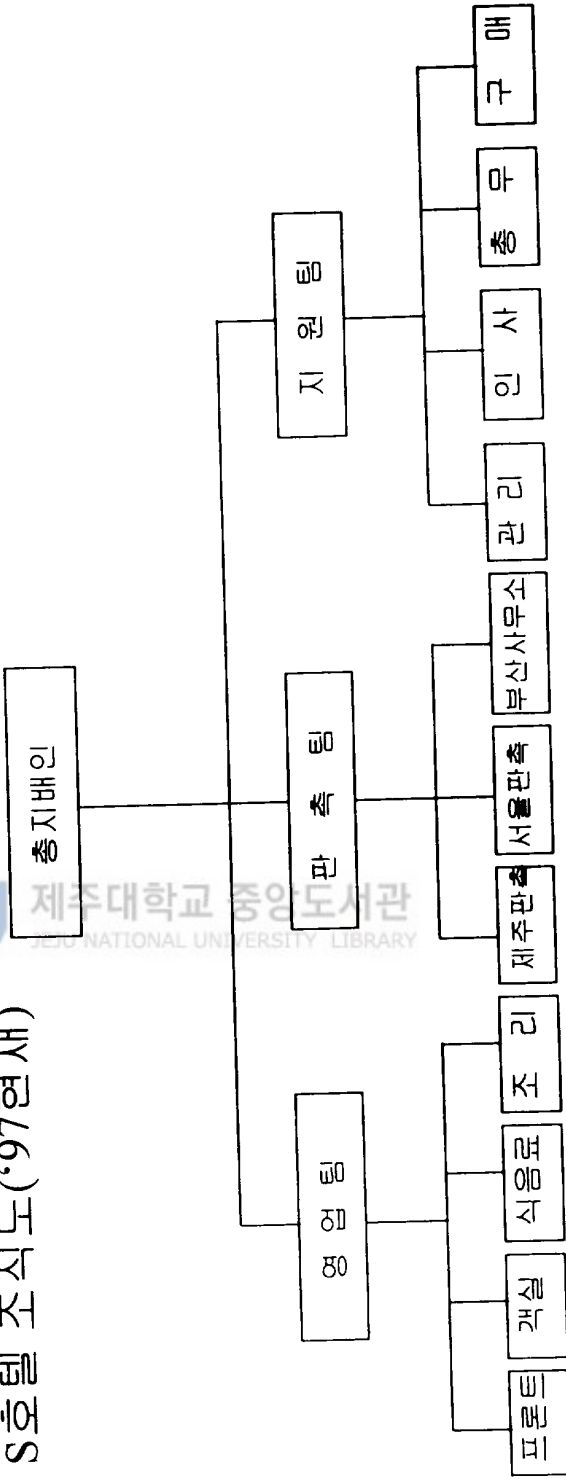 S호텔 조직도('97현재)
총지배인
영 업 팀
판 촉 팀
지 원 팀
프론트
객실
식음료
조 리
제주판촉
서울판촉
부산사무소
관 리
인 사
총 무
구 매
제주대학교 중앙도서관
JEJU NATIONAL UNIVERSITY LIBRARY